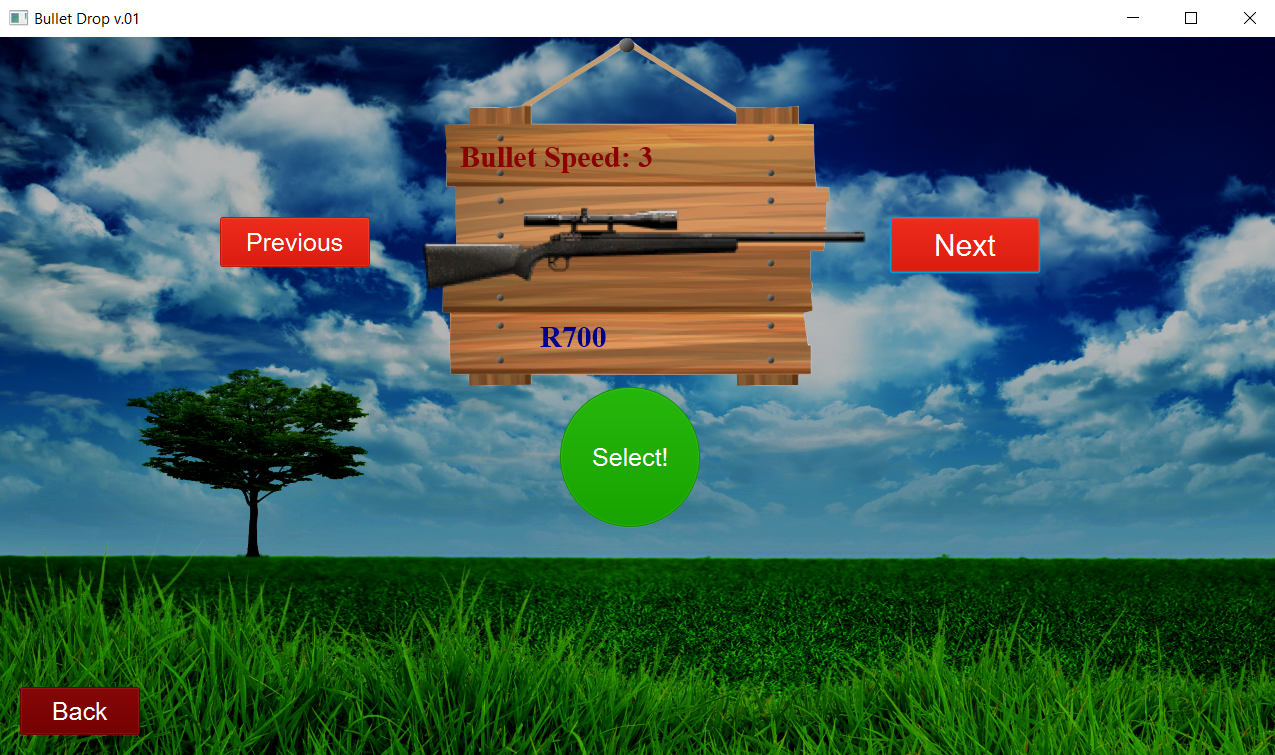 Bullet Drop v.01
Bullet Speed: 3
Previous
Next
R700
Select!
Back